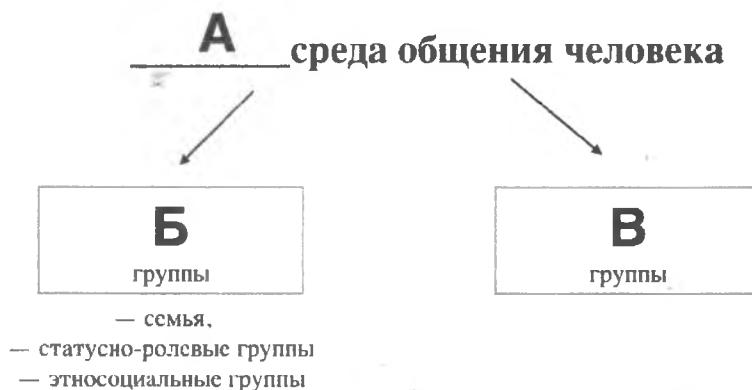 А
среда общения человека
Б
группы
В
группы
— семья,
— статусно-ролевые группы
— этносоциальные группы